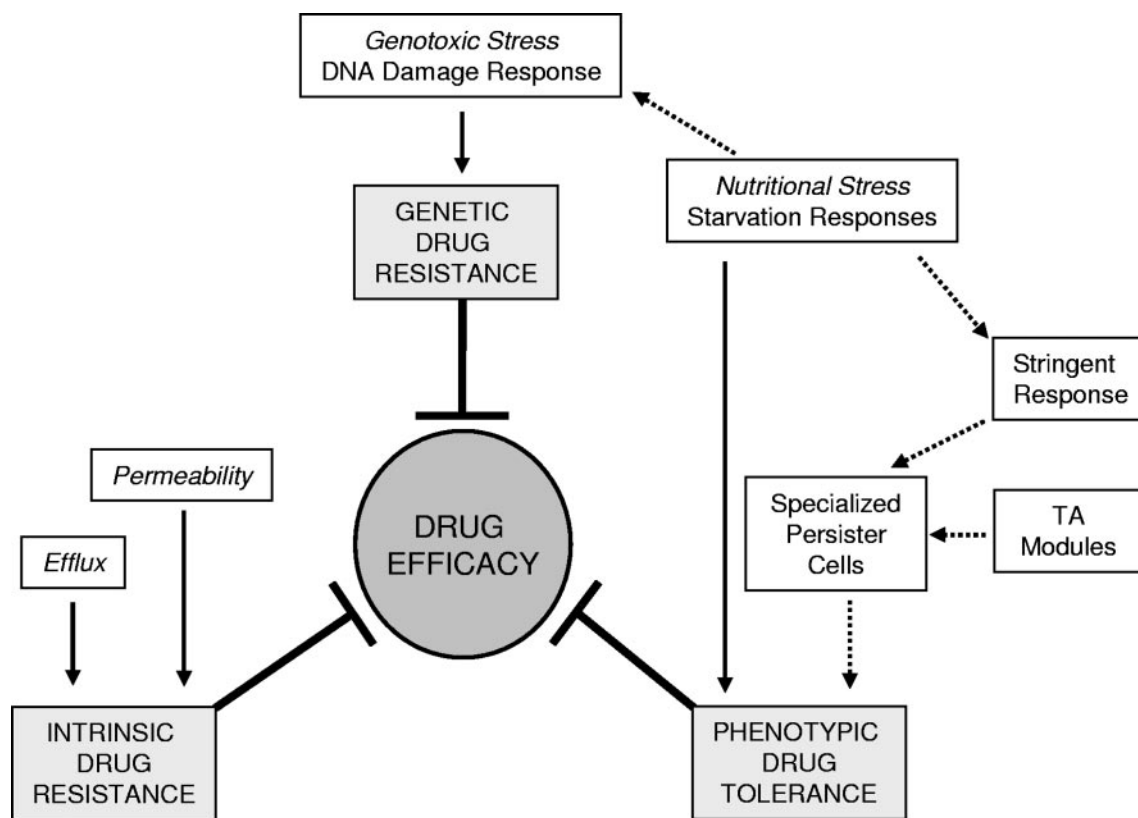 Genotoxic Stress
DNA Damage Response
Nutritional Stress
Starvation Responses
GENETIC
DRUG
RESISTANCE
Stringent
Response
Permeability
Specialized
Persister
Cells
TA
Modules
DRUG
EFFICACY
Efflux
INTRINSIC
DRUG
RESISTANCE
PHENOTYPIC
DRUG
TOLERANCE